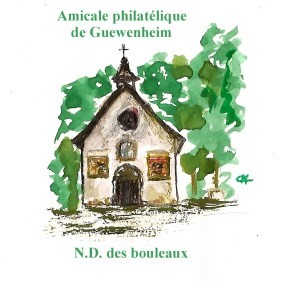 Amicale philatélique
de Guewenheim
N.D. des bouleaux